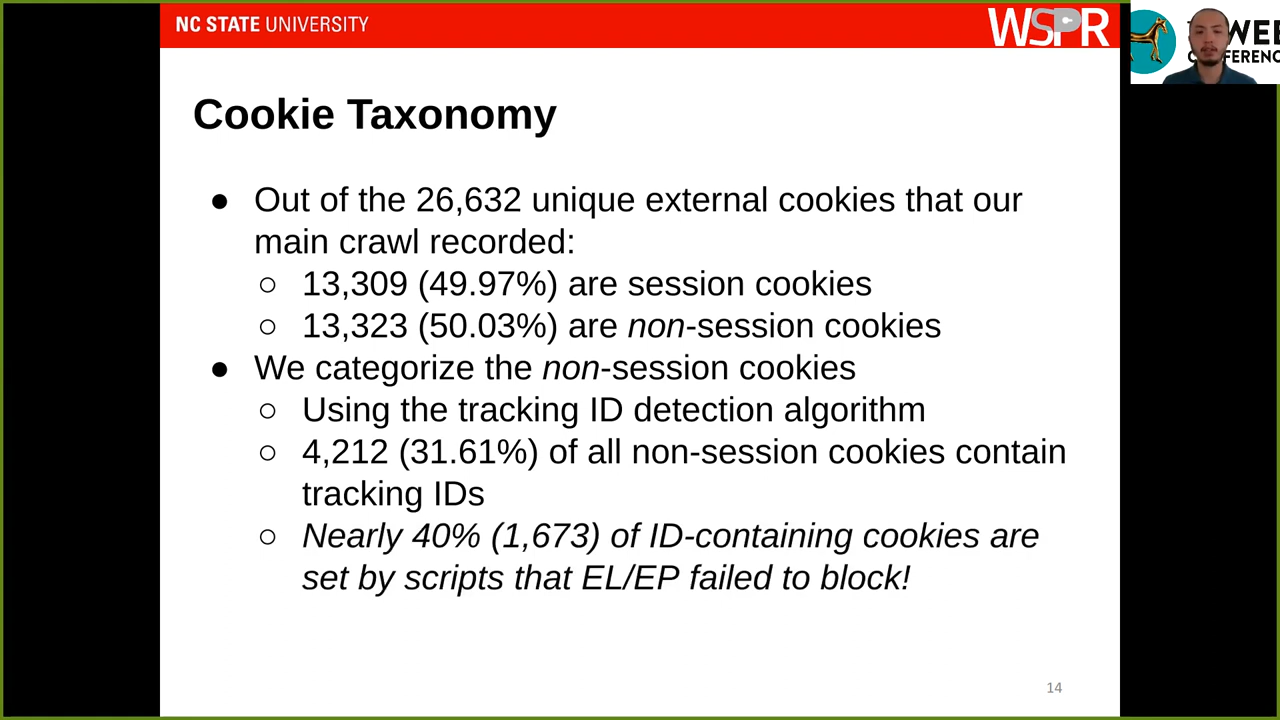 NC STATE UNIVERSITY
WSPR
WEB
CONFERENC
Cookie Taxonomy
● Out of the 26,632 unique external cookies that our
main crawl recorded:
○ 13,309 (49.97%) are session cookies
○ 13,323 (50.03%) are non-session cookies
● We categorize the non-session cookies
○ Using the tracking ID detection algorithm
○ 4,212 (31.61%) of all non-session cookies contain
tracking IDs
○ Nearly 40% (1,673) of ID-containing cookies are
set by scripts that EL/EP failed to block!
14